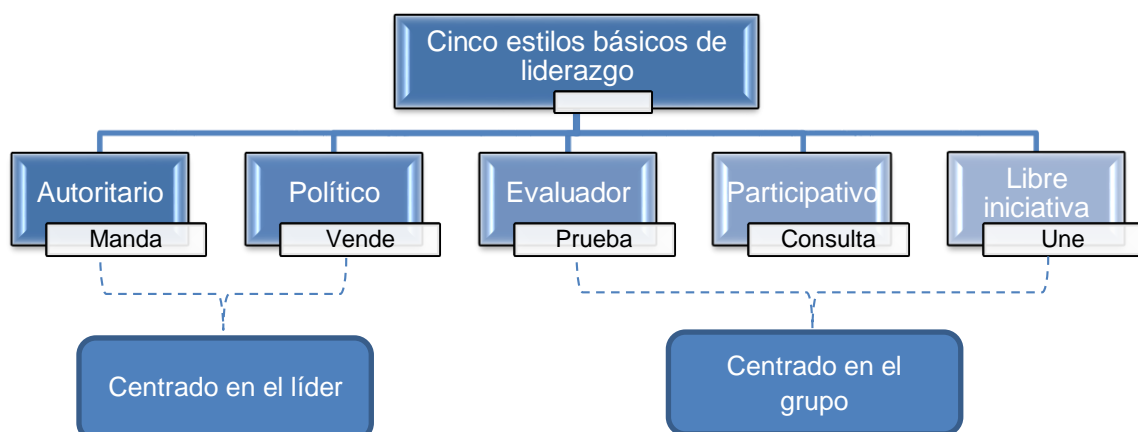 Cinco estilos básicos de
liderazgo
Autoritario
Manda
Político
Vende
Evaluador
Prueba
Participativo
Consulta
Libre
iniciativa
Une
Centrado en el líder
Centrado en el
grupo